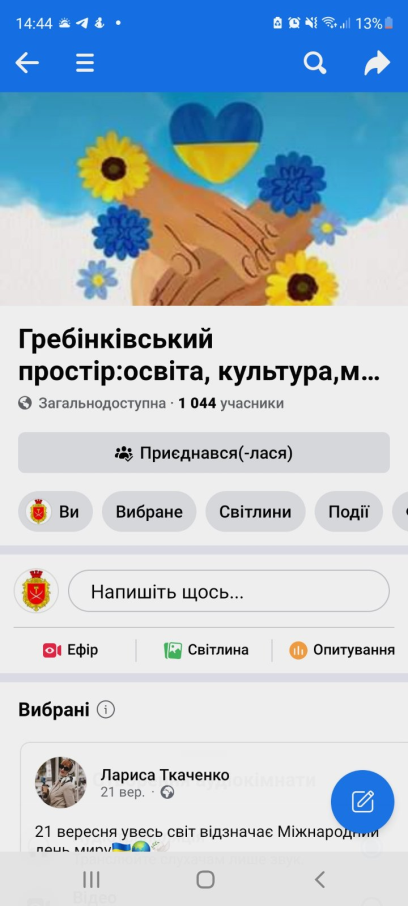 14:44
13%
Гребінківський
простір:освіта, культура,м...
Загальнодоступна · 1 044 учасники
Приєднався(-лася)
Ви
Вибране
Світлини
Події
Напишіть щось...
Ефір
Світлина
Опитування
Вибрані
Лариса Ткаченко
21 вер. ·
21 вересня увесь світ відзначає Міжнародний
день миру🇺🇦🌍🕊
Відео